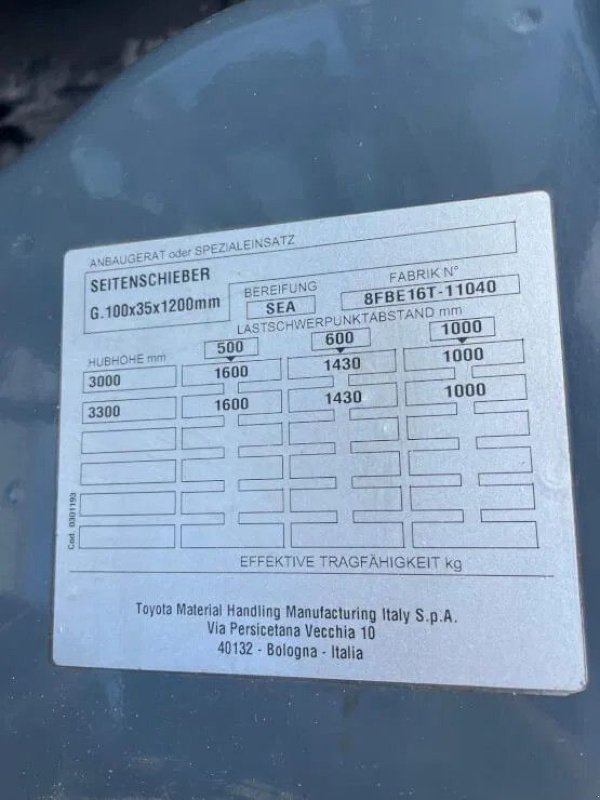 ANBAUGERAT oder SPEZIALEINSATZ
SEITENSCHIEBER
G.100x35x1200mm
BEREIFUNG
SEA
FABRIK N°
8FBE16T-11040
LASTSCHWERPUNKTABSTAND mm
HUBHOHE mm
500 600 1000
3000 1600 1430 1000
3300 1600 1430 1000
Cod. 0301193
EFFEKTIVE TRAGFÄHIGKEIT kg
Toyota Material Handling Manufacturing Italy S.p.A.
Via Persicetana Vecchia 10
40132 - Bologna - Italia